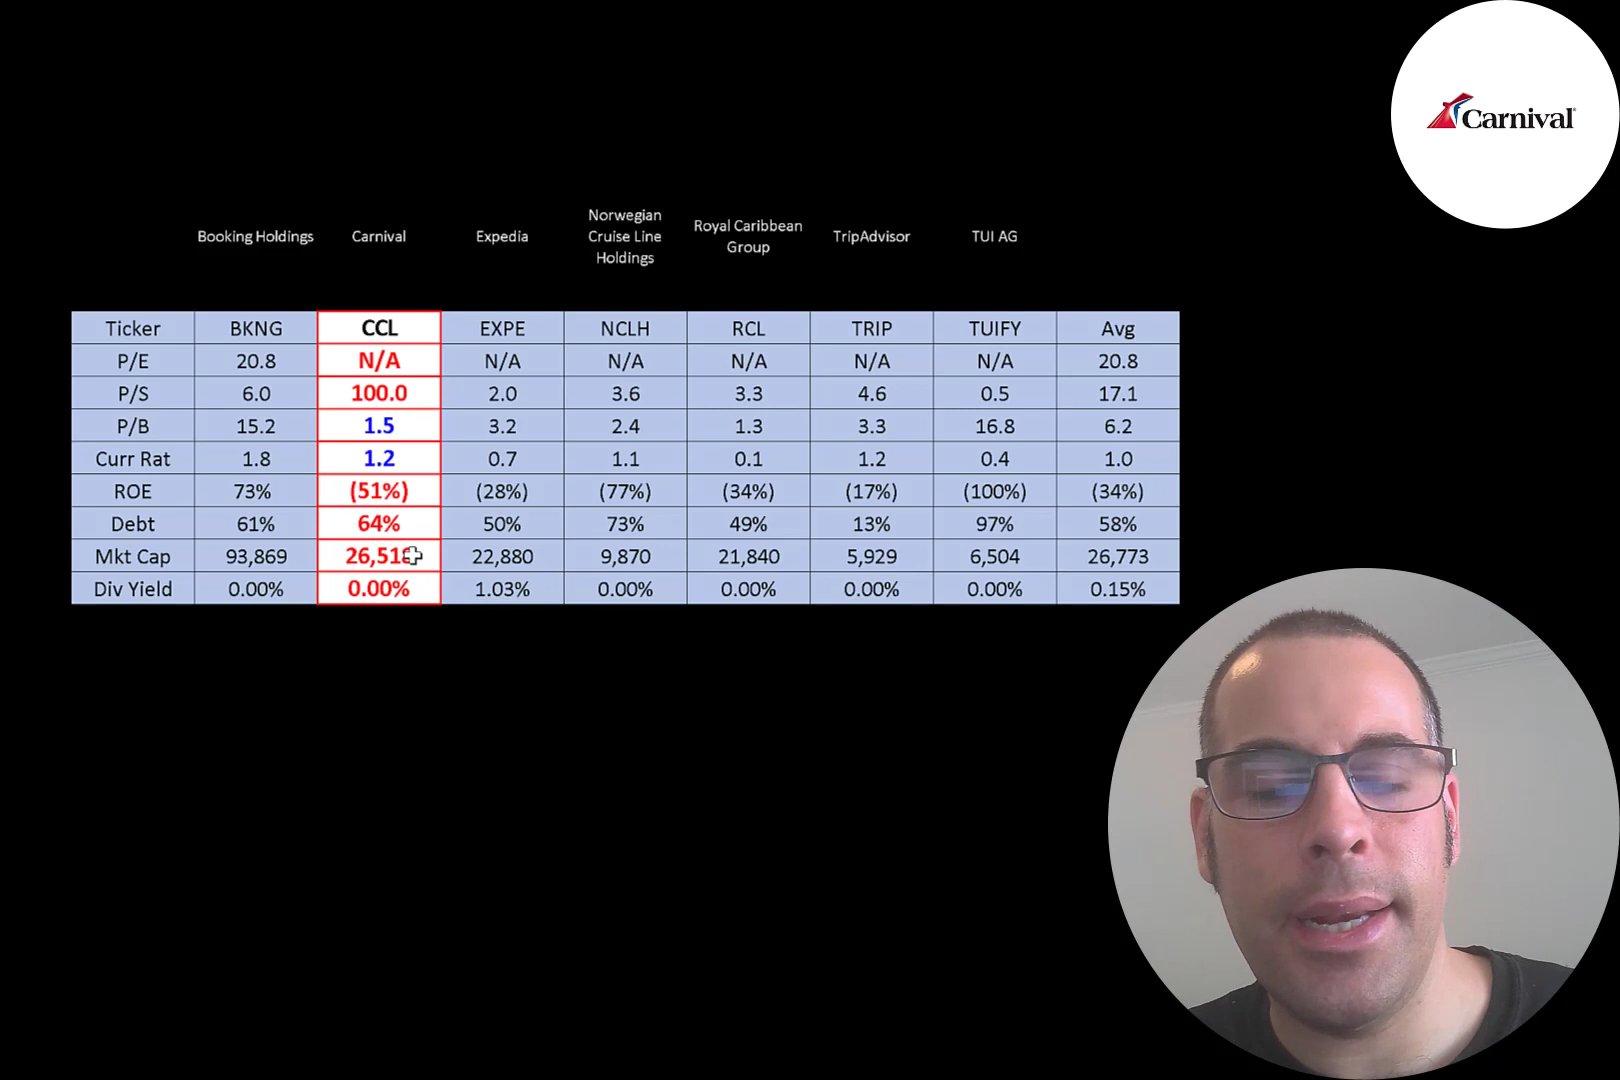 Carnival
Norwegian
Booking Holdings Carnival Expedia Cruise Line Royal Caribbean TripAdvisor TUI AG
Holdings Group
Ticker BKNG CCL EXPE NCLH RCL TRIP TUIFY Avg
P/E 20.8 N/A N/A N/A N/A N/A N/A 20.8
P/S 6.0 100.0 2.0 3.6 3.3 4.6 0.5 17.1
P/B 15.2 1.5 3.2 2.4 1.3 3.3 16.8 6.2
Curr Rat 1.8 1.2 0.7 1.1 0.1 1.2 0.4 1.0
ROE 73% (51%) (28%) (77%) (34%) (17%) (100%) (34%)
Debt 61% 64% 50% 73% 49% 13% 97% 58%
Mkt Cap 93,869 22,880 9,870 21,840 5,929 6,504 26,773
Div Yield 0.00% 0.00% 1.03% 0.00% 0.00% 0.00% 0.00% 0.15%